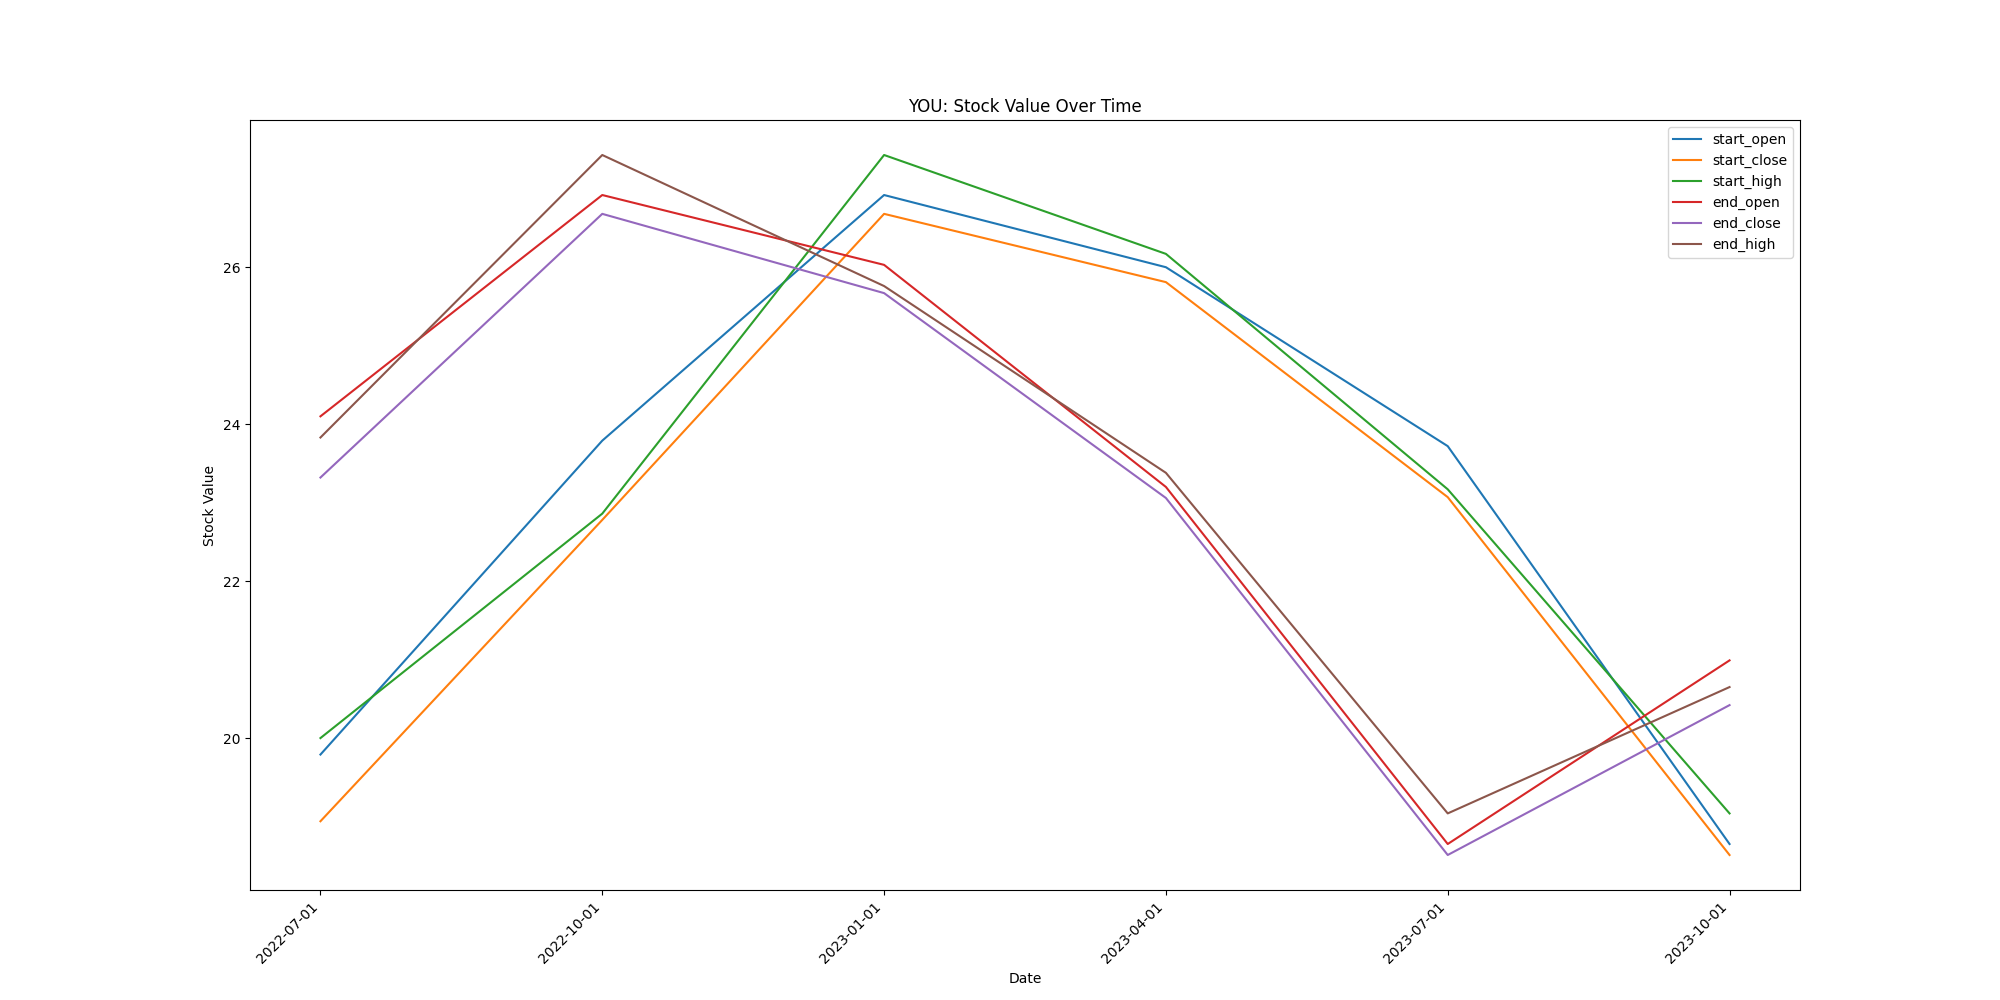 YOU: Stock Value Over Time
start_open
start_close
start_high
end_open
end_close
end_high
Stock Value
26
24
22
20
2022-07-01
2022-10-01
2023-01-01
2023-04-01
2023-07-01
2023-10-01
Date